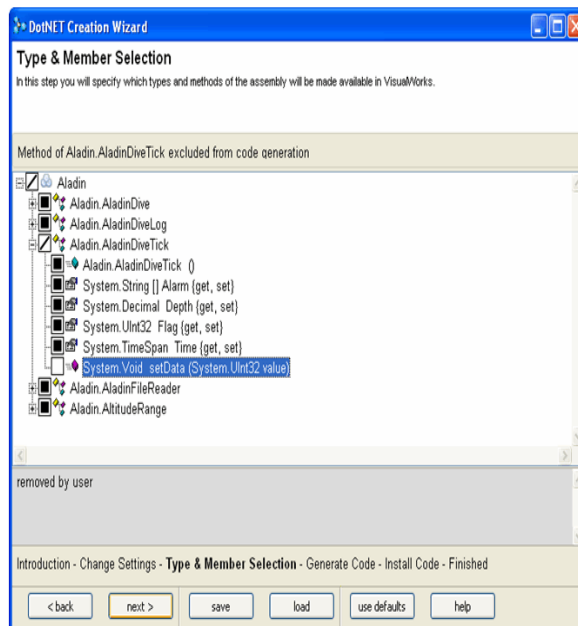 DotNET Creation Wizard
Type & Member Selection
In this step you will specify which types and methods of the assembly will be made available in VisualWorks.
Method of Aladin.AladinDiveTick excluded from code generation
Aladin
Aladin.AladinDive
Aladin.AladinDiveLog
Aladin.AladinDiveTick
Aladin.AladinDiveTick ()
System.String [] Alarm {get, set}
System.Decimal Depth {get, set}
System.UInt32 Flag {get, set}
System.TimeSpan Time {get, set}
System.Void setData (System.UInt32 value)
Aladin.AladinFileReader
Aladin.AltitudeRange
removed by user
Introduction - Change Settings - Type & Member Selection - Generate Code - Install Code - Finished
< back next > save load use defaults help